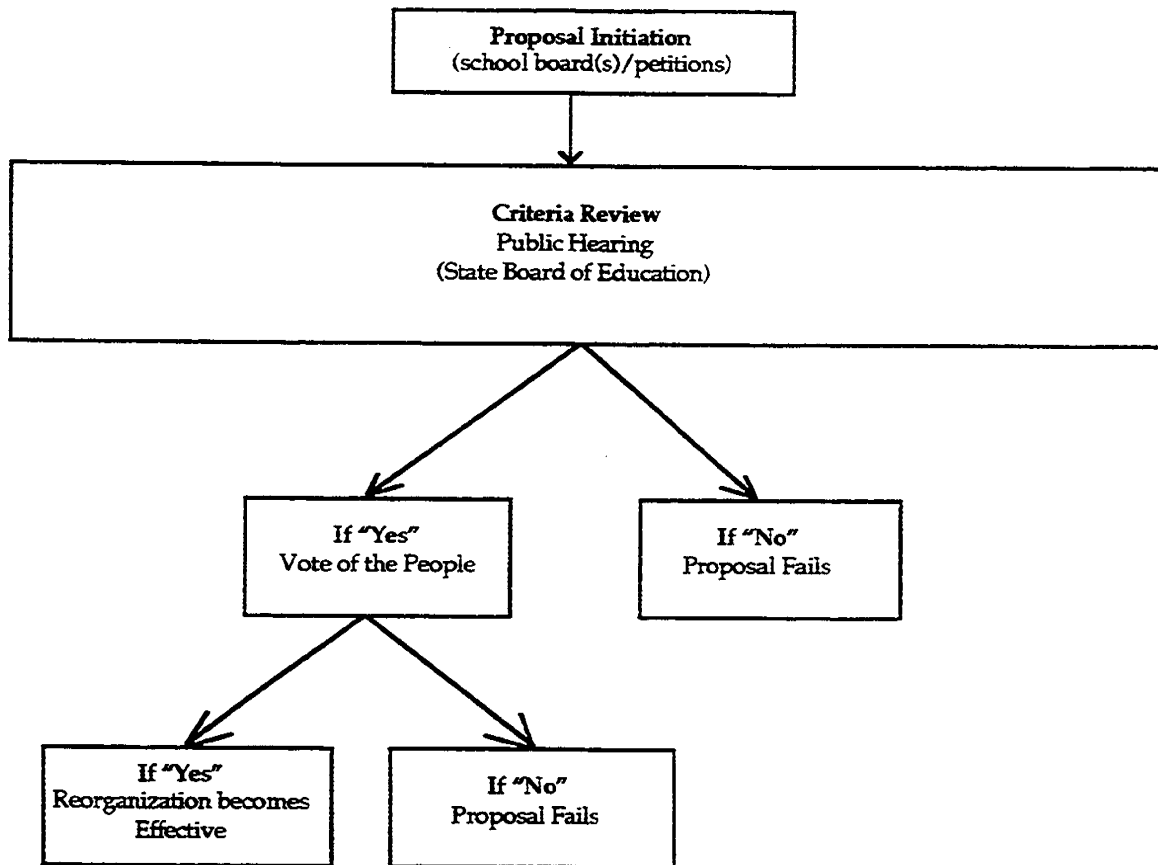 Proposal Initiation
(school board(s)/petitions)
Criteria Review
Public Hearing
(State Board of Education)
If "Yes"
Vote of the People
If "No"
Proposal Fails
If "Yes"
Reorganization becomes
Effective
If "No"
Proposal Fails